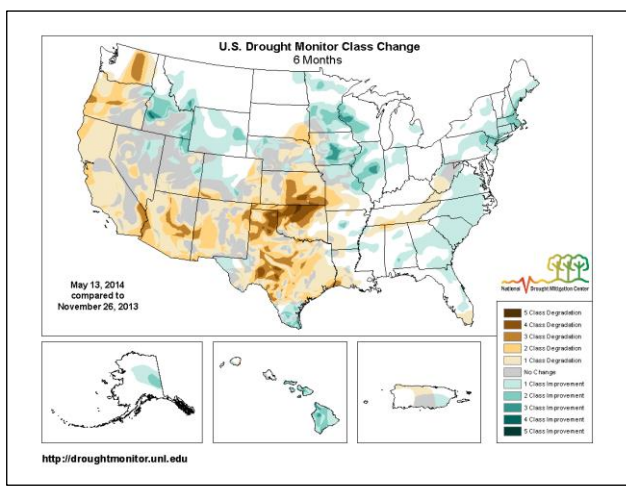 U.S. Drought Monitor Class Change
6 Months
May 13, 2014
compared to
November 26, 2013
National Drought Mitigation Center
5 Class Degradation
4 Class Degradation
3 Class Degradation
2 Class Degradation
1 Class Degradation
No Change
1 Class Improvement
2 Class Improvement
3 Class Improvement
4 Class Improvement
5 Class Improvement
http://droughtmonitor.unl.edu